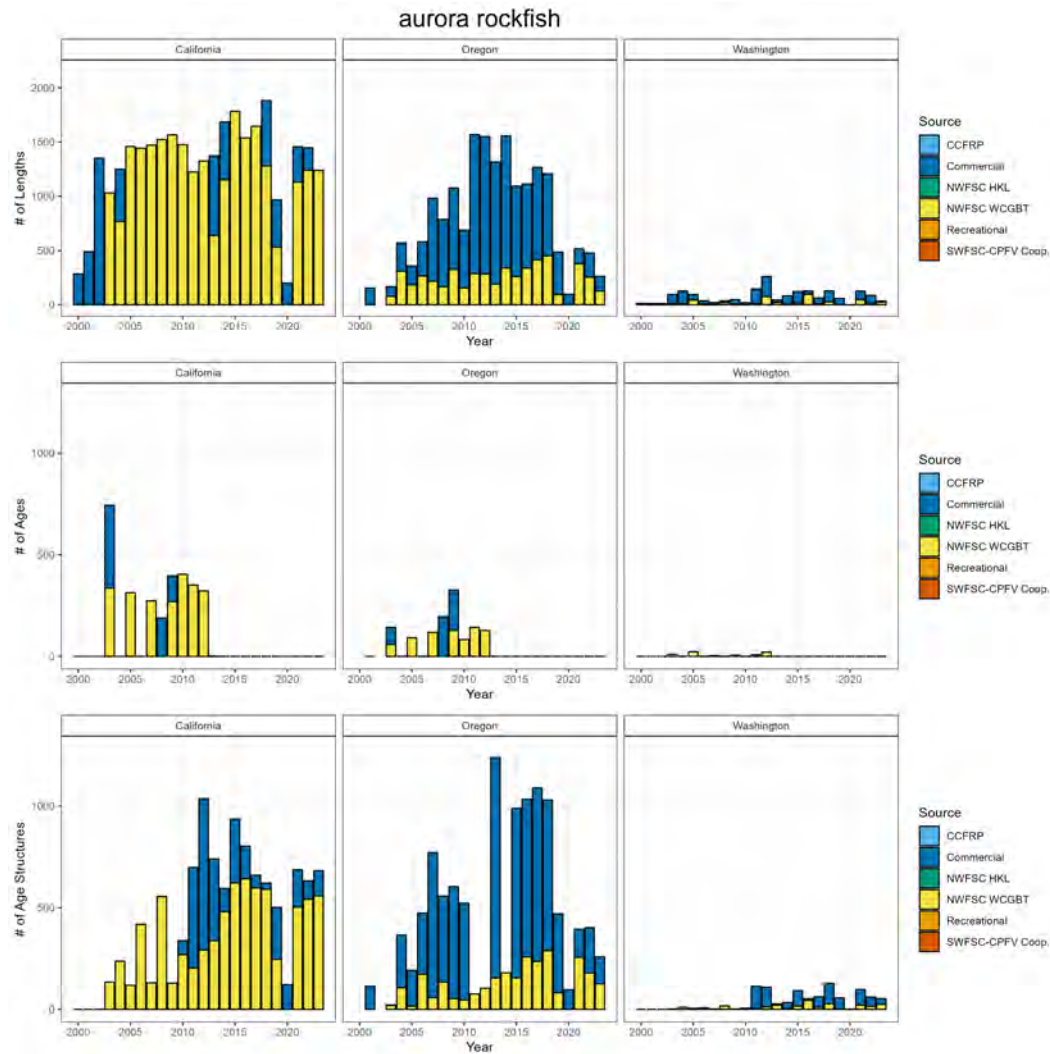 aurora rockfish
California Oregon Washington
# of Lengths
2000
1500
1000
500
0
2000 2005 2010 2015 2020 2000 2005 2010 2015 2020 2000 2005 2010 2015 2020
Year
Source
CCFRP
Commercial
NWFSC HKL
NWFSC WCGBT
Recreational
SWFSC-CPFV Coop.
California Oregon Washington
# of Ages
1000
500
0
2000 2005 2010 2015 2020 2000 2005 2010 2015 2020 2000 2005 2010 2015 2020
Year
Source
CCFRP
Commercial
NWFSC HKL
NWFSC WCGBT
Recreational
SWFSC-CPFV Coop.
California Oregon Washington
# of Age Structures
1000
500
0
2000 2005 2010 2015 2020 2000 2005 2010 2015 2020 2000 2005 2010 2015 2020
Year
Source
CCFRP
Commercial
NWFSC HKL
NWFSC WCGBT
Recreational
SWFSC-CPFV Coop.